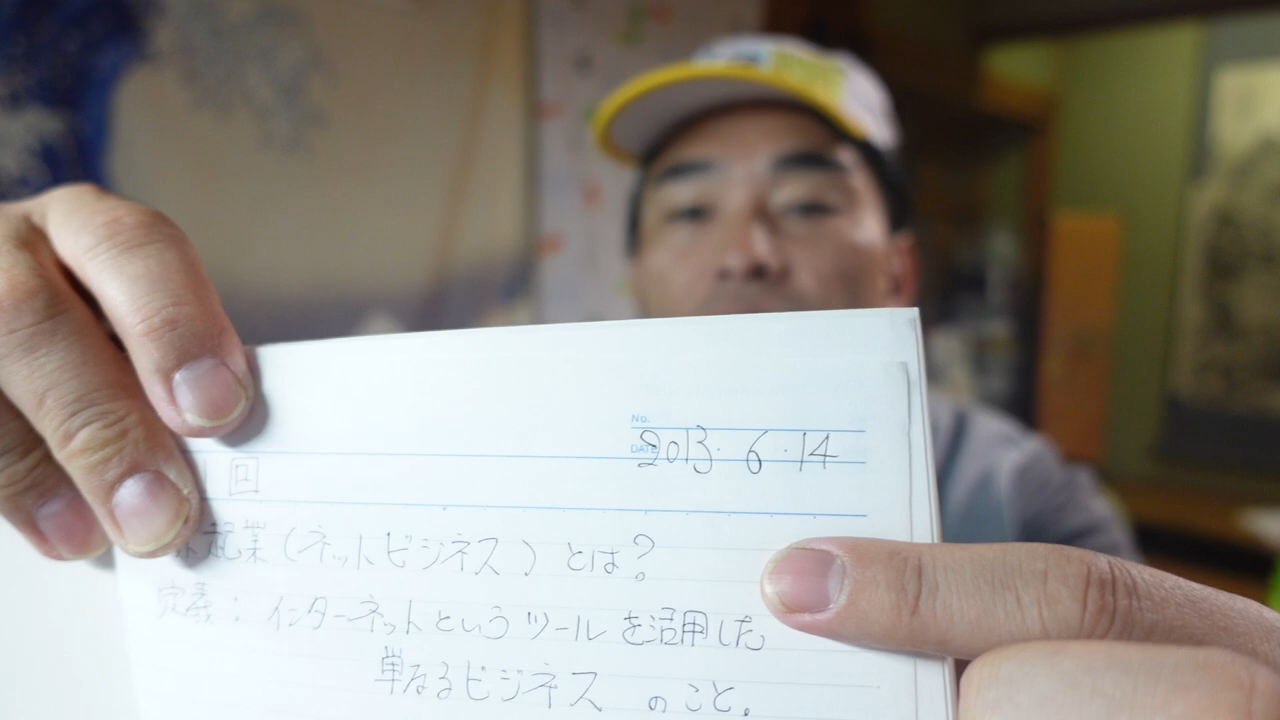 No.
DATE 2013・6・14
回
起業（ネットビジネス）とは？
定義：インターネットというツールを活用した
単なるビジネス のこと。